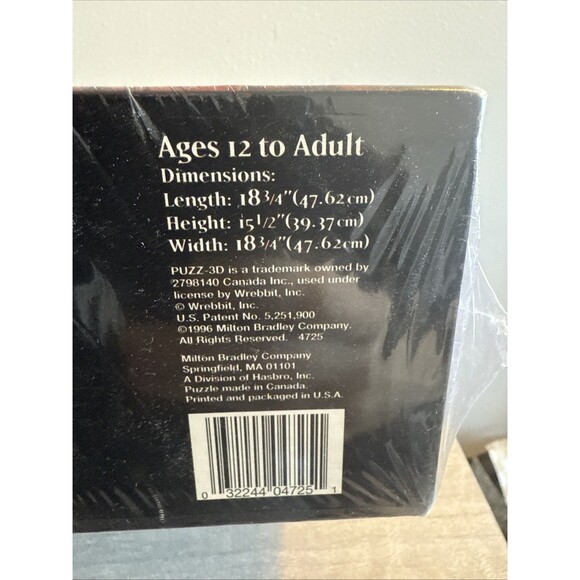 Ages 12 to Adult
Dimensions:
Length: 18 3/4"(47.62cm)
Height: 15 1/2"(39.37cm)
Width: 18 3/4"(47.62cm)
PUZZ-3D is a trademark owned by
2798140 Canada Inc., used under
license by Wrebbit, Inc.
© Wrebbit, Inc.
U.S. Patent No. 5,251,900
©1996 Milton Bradley Company.
All Rights Reserved. 4725
Milton Bradley Company
Springfield, MA 01101
A Division of Hasbro, Inc.
Puzzle made in Canada.
Printed and packaged in U.S.A.
0 32244 04725 1